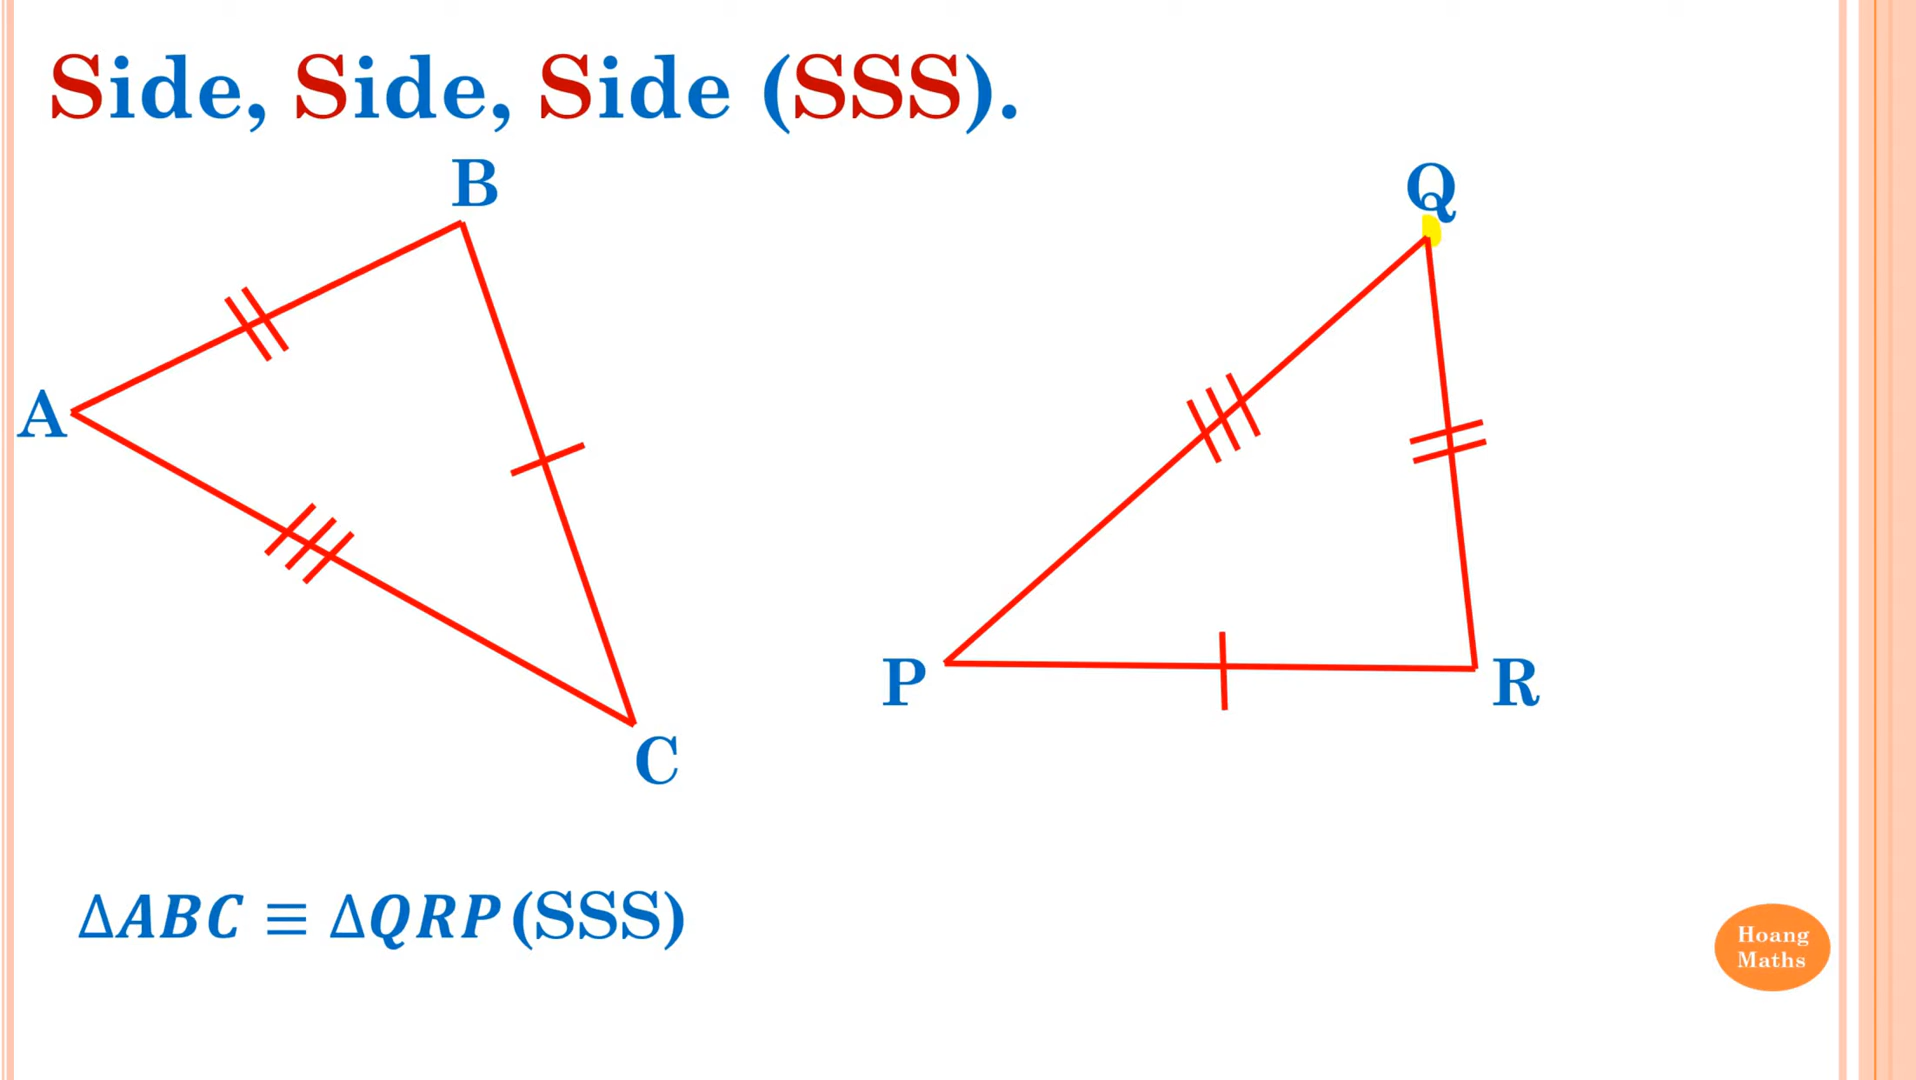 Side, Side, Side (SSS).
B
Q
A
P
R
C
ΔABC ≡ ΔQRP(SSS)
Hoang
Maths